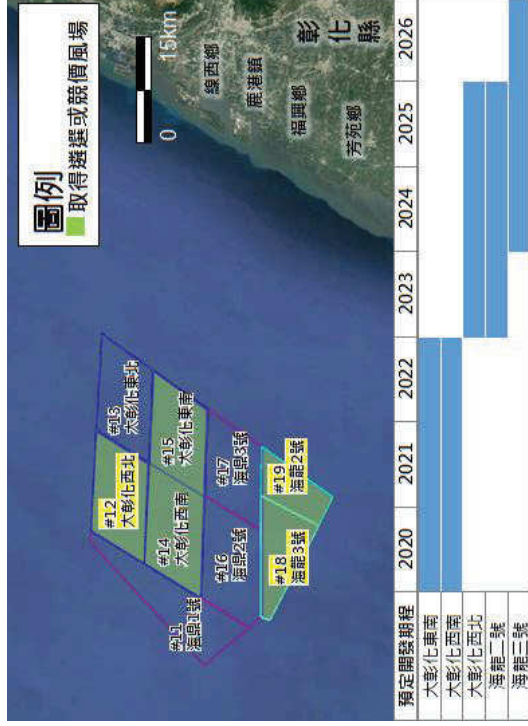 圖例
取得遴選或競價風場
0
15km
彰化縣
線西鄉
鹿港鎮
福興鄉
芳苑鄉
#13
大彰化東北
#12
大彰化西北
#15
大彰化東南
#14
大彰化西南
#17
海鼎3號
#16
海鼎2號
#11
海鼎1號
#19
海龍2號
#18
海龍3號
預定開發期程 2020 2021 2022 2023 2024 2025 2026
大彰化東南
大彰化西南
大彰化西北
海龍二號
海龍三號